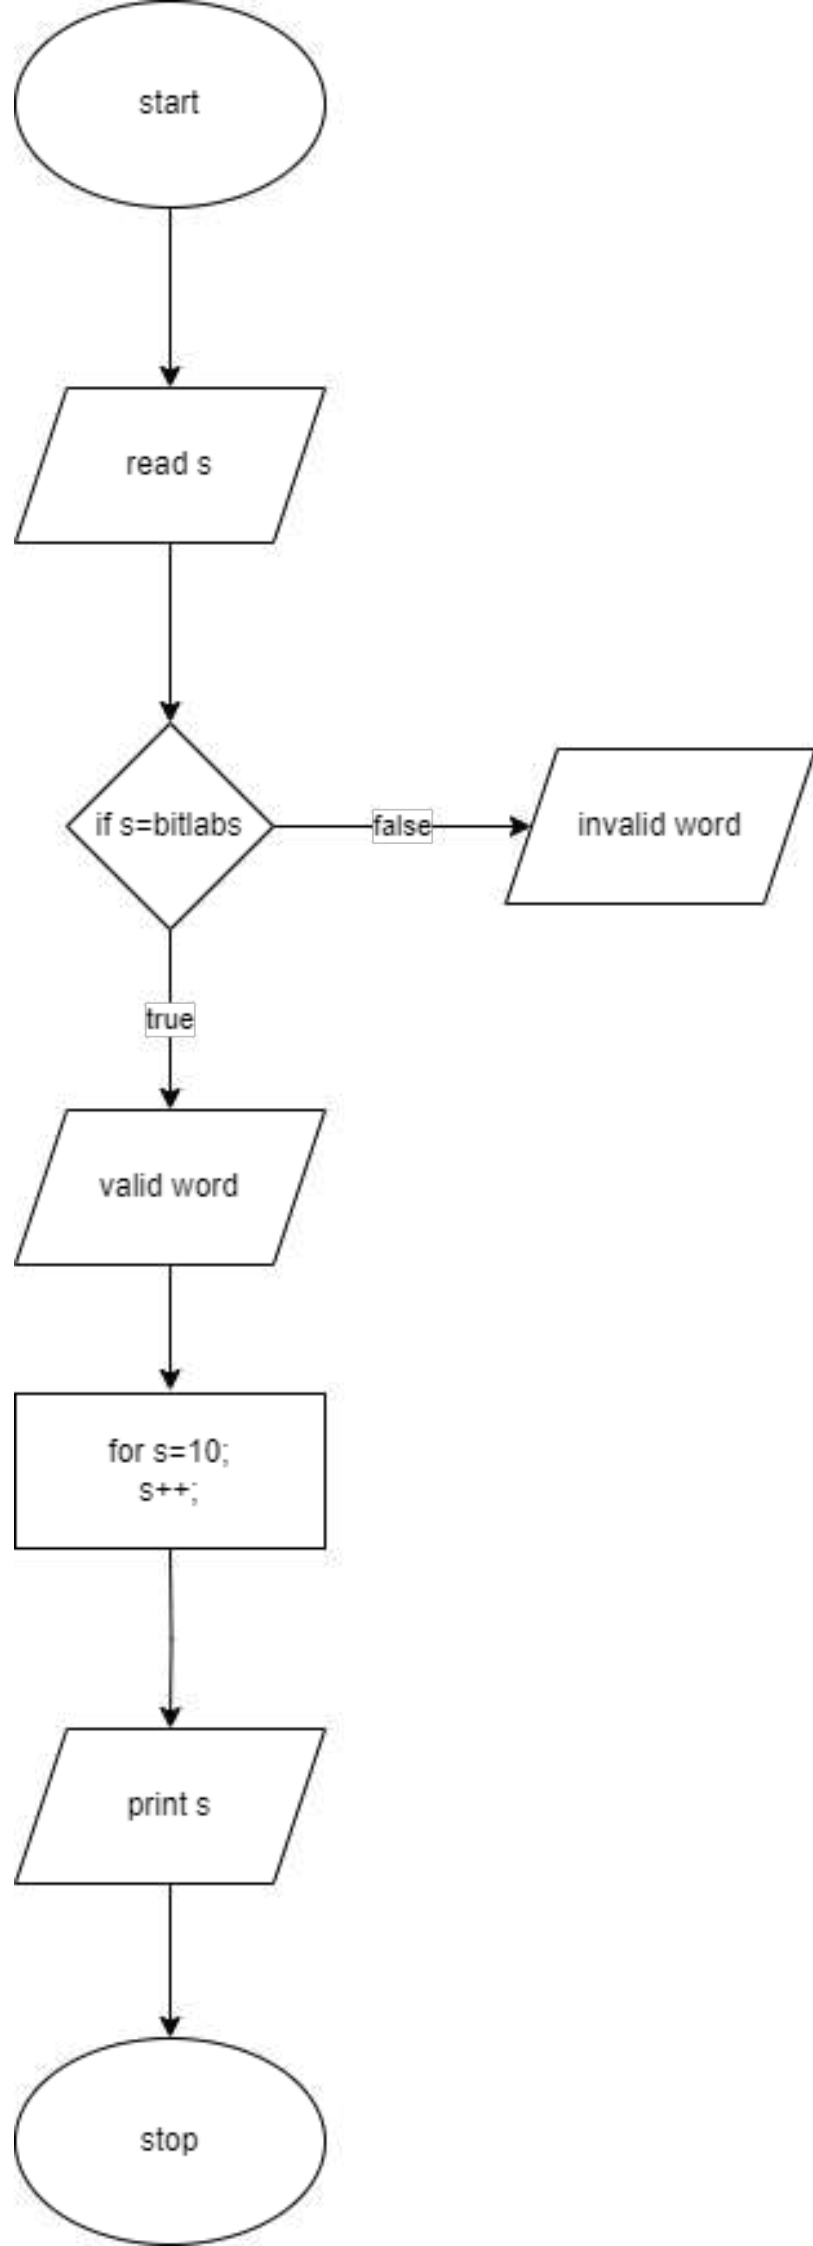 start
read s
if s=bitlabs
false
invalid word
true
valid word
for s=10;
s++;
print s
stop